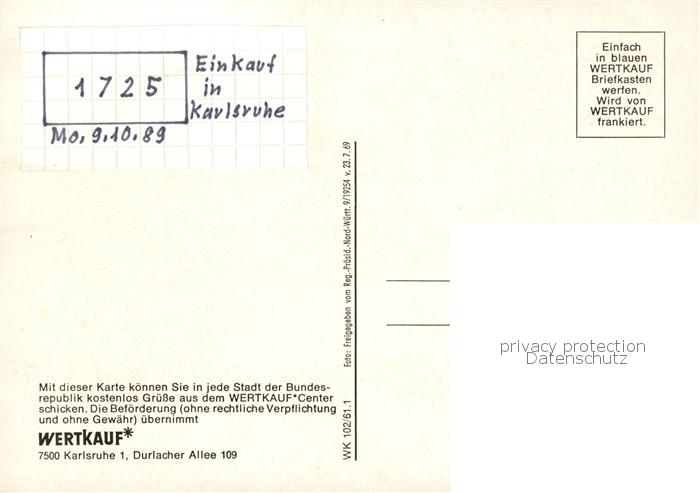 1725
Einkauf
in
Karlsruhe
Mo, 9.10.89
Einfach
in blauen
WERTKAUF
Briefkasten
werfen.
Wird von
WERTKAUF
frankiert.
Foto: Freigegeben vom Reg.-Präsid.-Nord-Württ. 9/19254 v. 23.7.69
WK 102/61.1
privacy protection
Datenschutz
Mit dieser Karte können Sie in jede Stadt der Bundes-
republik kostenlos Grüße aus dem WERTKAUF*Center
schicken. Die Beförderung (ohne rechtliche Verpflichtung
und ohne Gewähr) übernimmt
WERTKAUF*
7500 Karlsruhe 1, Durlacher Allee 109